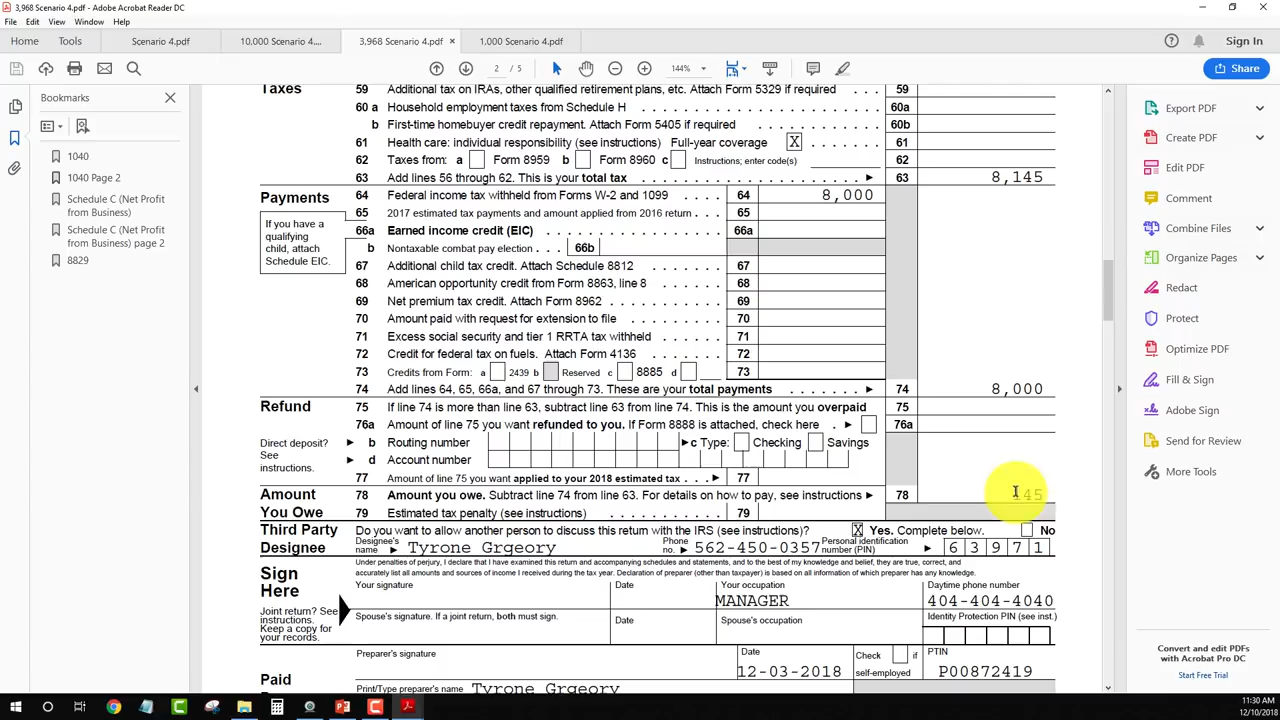 3,968 Scenario 4.pdf - Adobe Acrobat Reader DC
File Edit View Window Help
Home Tools Scenario 4.pdf 10,000 Scenario 4.... 3,968 Scenario 4.pdf × 1,000 Scenario 4.pdf Sign In
2 / 5 144% Share
Bookmarks
1040
1040 Page 2
Schedule C (Net Profit
from Business)
Schedule C (Net Profit
from Business) page 2
8829
Taxes 59 Additional tax on IRAs, other qualified retirement plans, etc. Attach Form 5329 if required . . . 59
60 a Household employment taxes from Schedule H 60a
b First-time homebuyer credit repayment. Attach Form 5405 if required 60b
61 Health care: individual responsibility (see instructions) Full-year coverage X 61
62 Taxes from: a Form 8959 b Form 8960 c Instructions; enter code(s) 62
63 Add lines 56 through 62. This is your total tax 63 8,145
Payments 64 Federal income tax withheld from Forms W-2 and 1099 64 8,000
65 2017 estimated tax payments and amount applied from 2016 return 65
If you have a
qualifying
child, attach
Schedule EIC.
66a Earned income credit (EIC) 66a
b Nontaxable combat pay election . . . 66b
67 Additional child tax credit. Attach Schedule 8812 67
68 American opportunity credit from Form 8863, line 8 68
69 Net premium tax credit. Attach Form 8962 69
70 Amount paid with request for extension to file 70
71 Excess social security and tier 1 RRTA tax withheld 71
72 Credit for federal tax on fuels. Attach Form 4136 72
73 Credits from Form: a 2439 b Reserved c 8885 d 73
74 Add lines 64, 65, 66a, and 67 through 73. These are your total payments 74 8,000
Refund 75 If line 74 is more than line 63, subtract line 63 from line 74. This is the amount you overpaid 75
76a Amount of line 75 you want refunded to you. If Form 8888 is attached, check here 76a
Direct deposit?
See
instructions.
b Routing number c Type: Checking Savings
d Account number
77 Amount of line 75 you want applied to your 2018 estimated tax 77
Amount
You Owe
78 Amount you owe. Subtract line 74 from line 63. For details on how to pay, see instructions 78 145
79 Estimated tax penalty (see instructions) 79
Third Party
Designee
Do you want to allow another person to discuss this return with the IRS (see instructions)? X Yes. Complete below. No
Designee's
name Tyrone Grgeory Phone
no. 562-450-0357 Personal identification
number (PIN) 6 3 9 7 1
Sign
Here
Joint return? See
instructions.
Keep a copy for
your records.
Under penalties of perjury, I declare that I have examined this return and accompanying schedules and statements, and to the best of my knowledge and belief, they are true, correct, and
accurately list all amounts and sources of income I received during the tax year. Declaration of preparer (other than taxpayer) is based on all information of which preparer has any knowledge.
Your signature Date Your occupation Daytime phone number
MANAGER 404-404-4040
Spouse's signature. If a joint return, both must sign. Date Spouse's occupation Identity Protection PIN (see inst.)
Paid
Preparer's signature Date Check if
self-employed PTIN
12-03-2018 P00872419
Print/Type preparer's name Tyrone Grgeory
Export PDF
Create PDF
Edit PDF
Comment
Combine Files
Organize Pages
Redact
Protect
Optimize PDF
Fill & Sign
Adobe Sign
Send for Review
More Tools
Convert and edit PDFs
with Acrobat Pro DC
Start Free Trial
11:30 AM
12/10/2018